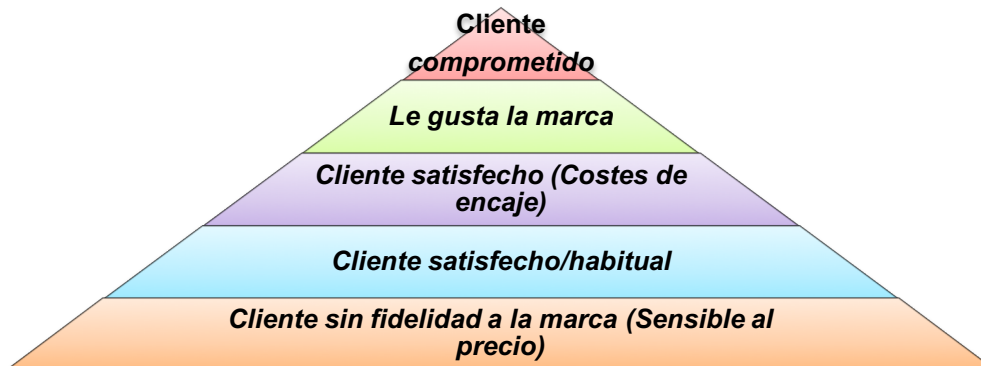 Cliente
comprometido
Le gusta la marca
Cliente satisfecho (Costes de
encaje)
Cliente satisfecho/habitual
Cliente sin fidelidad a la marca (Sensible al
precio)